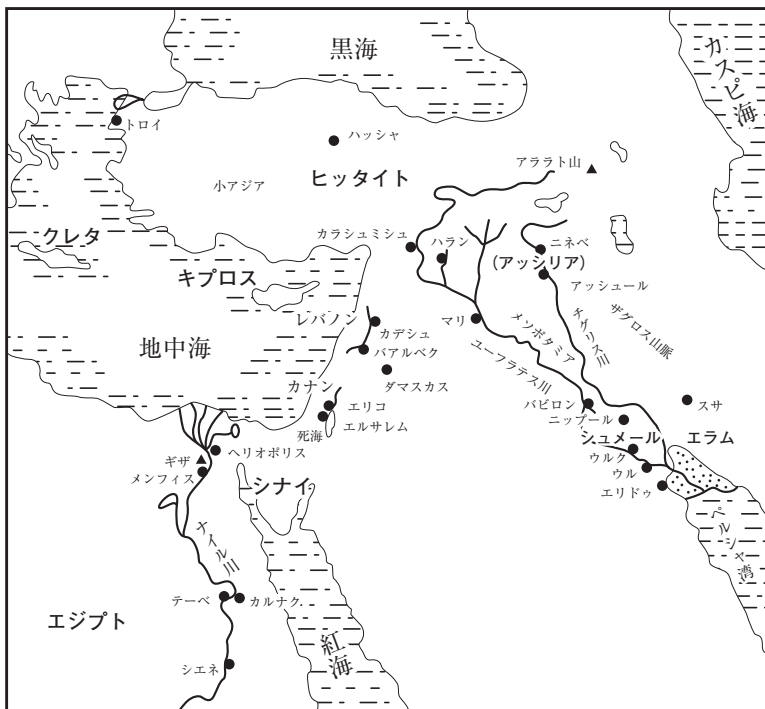 黒海
カスピ海
トロイ
ハッシャ
アララト山
小アジア
ヒッタイト
クレタ
カラシュミシュ
ハラン
ニネベ
(アッシリア)
キプロス
アッシュール
レバノン
マリ
メソポタミア
チグリス川
ザグロス山脈
カデシュ
地中海
バアルベク
ユーフラテス川
ダマスカス
カナン
エリコ
バビロン
スサ
ニップール
死海
エルサレム
シュメール
エラム
ヘリオポリス
ウルク
ギザ
ウル
メンフィス
シナイ
エリドゥ
ペルシャ湾
ナイル川
テーベ
カルナク
エジプト
紅海
シエネ